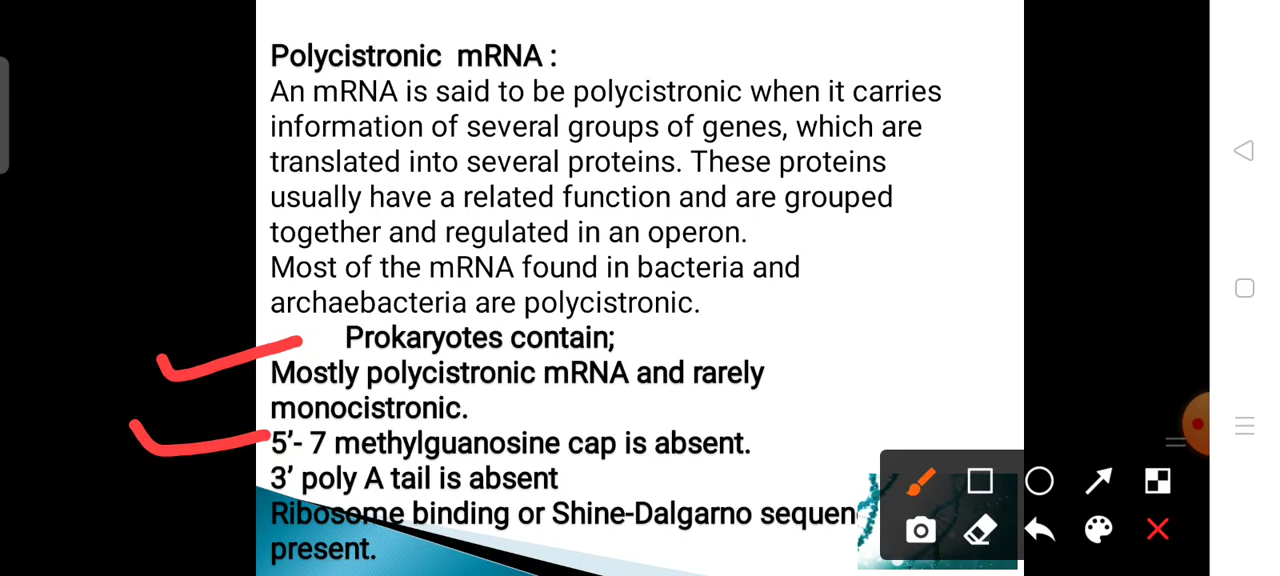 Polycistronic mRNA :
An mRNA is said to be polycistronic when it carries
information of several groups of genes, which are
translated into several proteins. These proteins
usually have a related function and are grouped
together and regulated in an operon.
Most of the mRNA found in bacteria and
archaebacteria are polycistronic.
Prokaryotes contain;
Mostly polycistronic mRNA and rarely
monocistronic.
5’- 7 methylguanosine cap is absent.
3’ poly A tail is absent
Ribosome binding or Shine-Dalgarno
present.